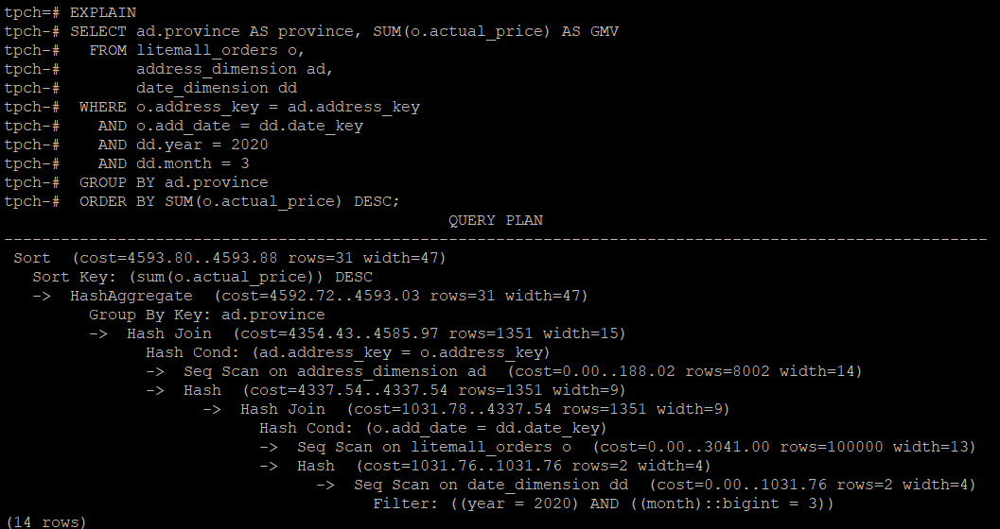 tpch=# EXPLAIN
tpch-# SELECT ad.province AS province, SUM(o.actual_price) AS GMV
tpch-#   FROM litemall_orders o,
tpch-#        address_dimension ad,
tpch-#        date_dimension dd
tpch-#  WHERE o.address_key = ad.address_key
tpch-#    AND o.add_date = dd.date_key
tpch-#    AND dd.year = 2020
tpch-#    AND dd.month = 3
tpch-#  GROUP BY ad.province
tpch-#  ORDER BY SUM(o.actual_price) DESC;
                                               QUERY PLAN
--------------------------------------------------------------------------------------------------------
 Sort  (cost=4593.80..4593.88 rows=31 width=47)
   Sort Key: (sum(o.actual_price)) DESC
   ->  HashAggregate  (cost=4592.72..4593.03 rows=31 width=47)
         Group By Key: ad.province
         ->  Hash Join  (cost=4354.43..4585.97 rows=1351 width=15)
               Hash Cond: (ad.address_key = o.address_key)
               ->  Seq Scan on address_dimension ad  (cost=0.00..188.02 rows=8002 width=14)
               ->  Hash  (cost=4337.54..4337.54 rows=1351 width=9)
                     ->  Hash Join  (cost=1031.78..4337.54 rows=1351 width=9)
                           Hash Cond: (o.add_date = dd.date_key)
                           ->  Seq Scan on litemall_orders o  (cost=0.00..3041.00 rows=100000 width=13)
                           ->  Hash  (cost=1031.76..1031.76 rows=2 width=4)
                                 ->  Seq Scan on date_dimension dd  (cost=0.00..1031.76 rows=2 width=4)
                                       Filter: ((year = 2020) AND ((month)::bigint = 3))
(14 rows)